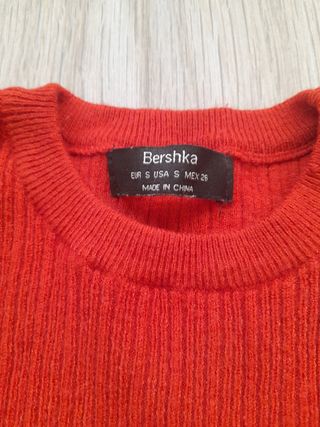 Bershka
EUR S USA S MEX 26
MADE IN CHINA